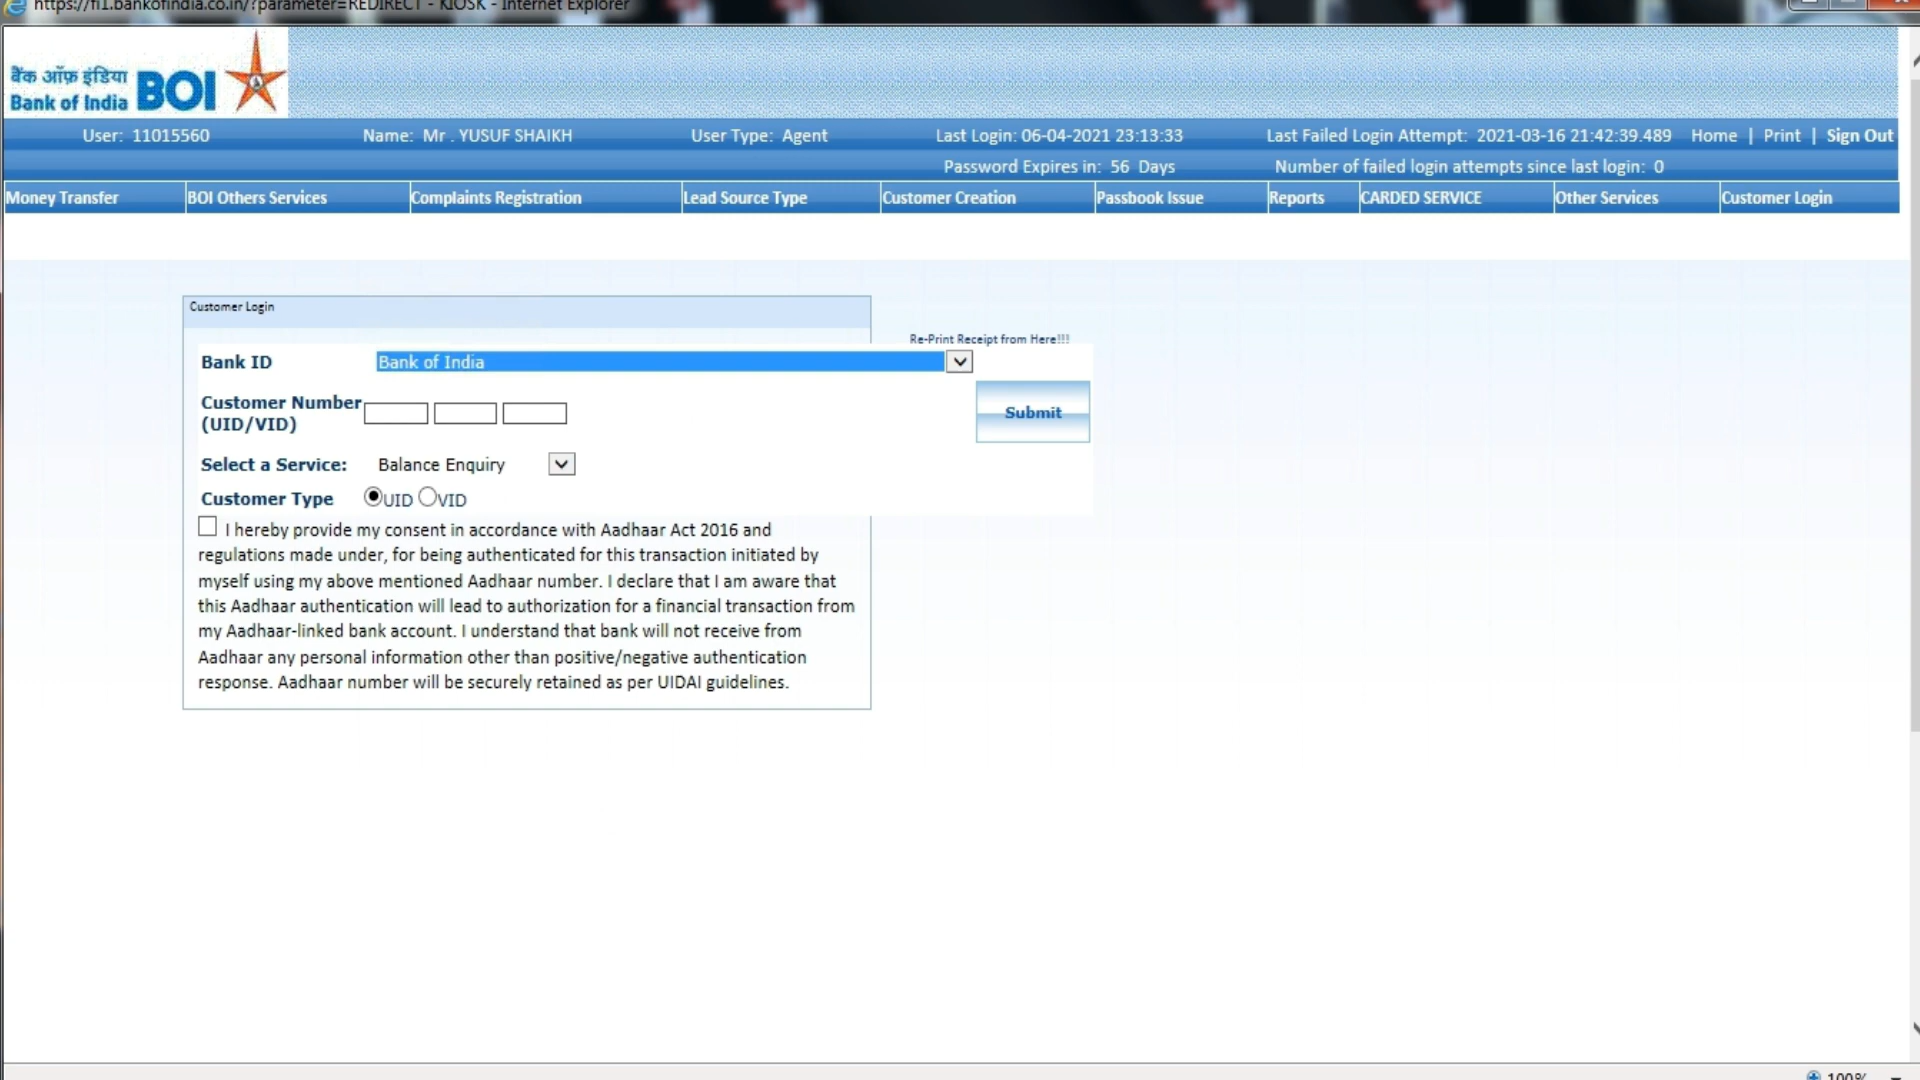 https://fi1.bankofindia.co.in/?parameter=REDIRECT - KIOSK - Internet Explorer
बैंक ऑफ़ इंडिया
Bank of India BOI
User: 11015560 Name: Mr . YUSUF SHAIKH User Type: Agent Last Login: 06-04-2021 23:13:33 Last Failed Login Attempt: 2021-03-16 21:42:39.489 Home | Print | Sign Out
Password Expires in: 56 Days Number of failed login attempts since last login: 0
Money Transfer BOI Others Services Complaints Registration Lead Source Type Customer Creation Passbook Issue Reports CARDED SERVICE Other Services Customer Login
Customer Login
Re-Print Receipt from Here!!!
Bank ID Bank of India
Customer Number
(UID/VID)
Submit
Select a Service: Balance Enquiry
Customer Type UID VID
I hereby provide my consent in accordance with Aadhaar Act 2016 and
regulations made under, for being authenticated for this transaction initiated by
myself using my above mentioned Aadhaar number. I declare that I am aware that
this Aadhaar authentication will lead to authorization for a financial transaction from
my Aadhaar-linked bank account. I understand that bank will not receive from
Aadhaar any personal information other than positive/negative authentication
response. Aadhaar number will be securely retained as per UIDAI guidelines.
100%